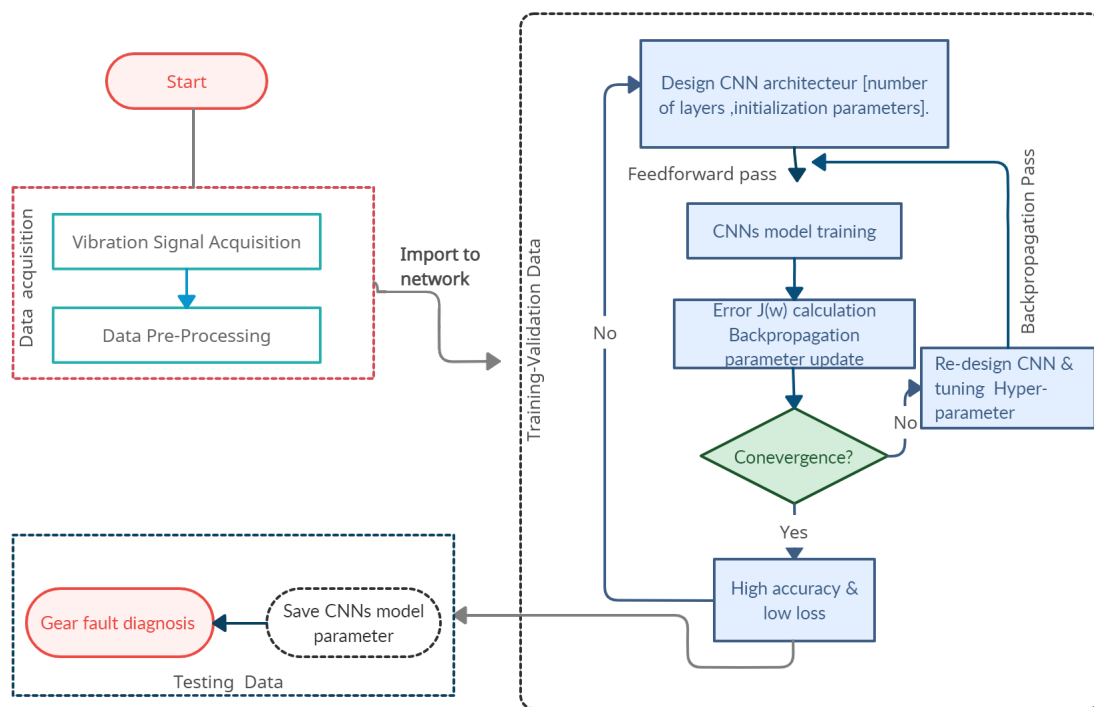 Start
Data acquisition
Vibration Signal Acquisition
Data Pre-Processing
Import to
network
Training-Validation Data
Design CNN architecteur [number
of layers ,initialization parameters].
Feedforward pass
Backpropagation Pass
CNNs model training
Error J(w) calculation
Backpropagation
parameter update
No
Re-design CNN &
tuning Hyper-
parameter
No
Conevergence?
Yes
High accuracy &
low loss
Save CNNs model
parameter
Gear fault diagnosis
Testing Data